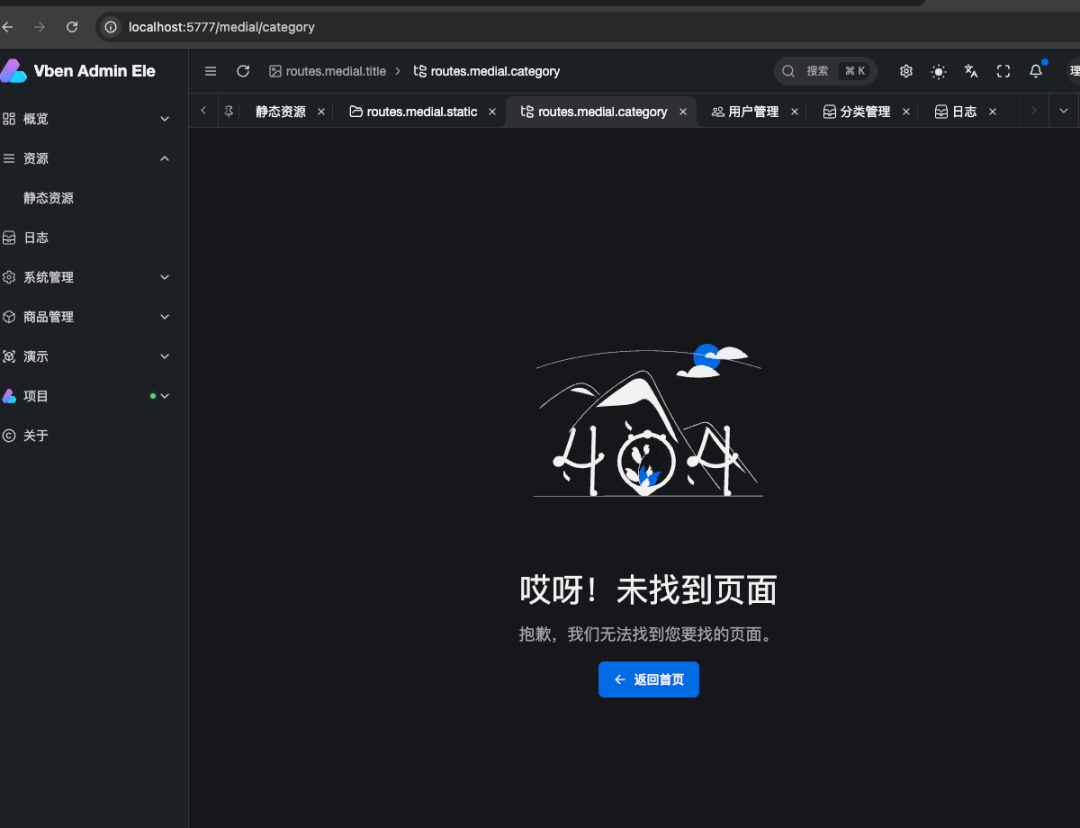 localhost:5777/medial/category
Vben Admin Ele
routes.medial.title
routes.medial.category
搜索
⌘ K
静态资源
routes.medial.static
routes.medial.category
用户管理
分类管理
日志
概览
资源
静态资源
日志
系统管理
商品管理
演示
项目
关于
404
哎呀！未找到页面
抱歉，我们无法找到您要找的页面。
返回首页